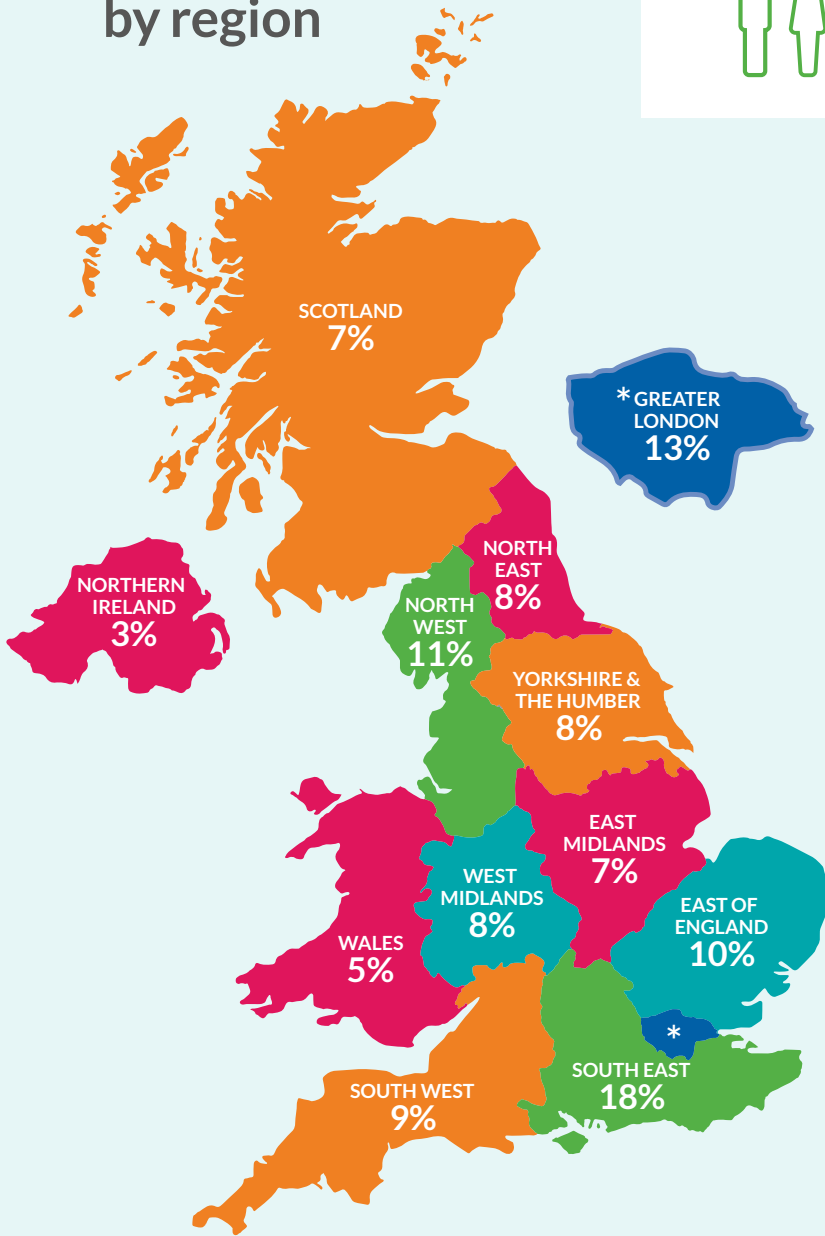 by region
SCOTLAND
7%
* GREATER
LONDON
13%
NORTH
EAST
8%
NORTHERN
IRELAND
3%
NORTH
WEST
11%
YORKSHIRE &
THE HUMBER
8%
EAST
MIDLANDS
7%
WEST
MIDLANDS
8%
EAST OF
ENGLAND
10%
WALES
5%
*
SOUTH EAST
18%
SOUTH WEST
9%